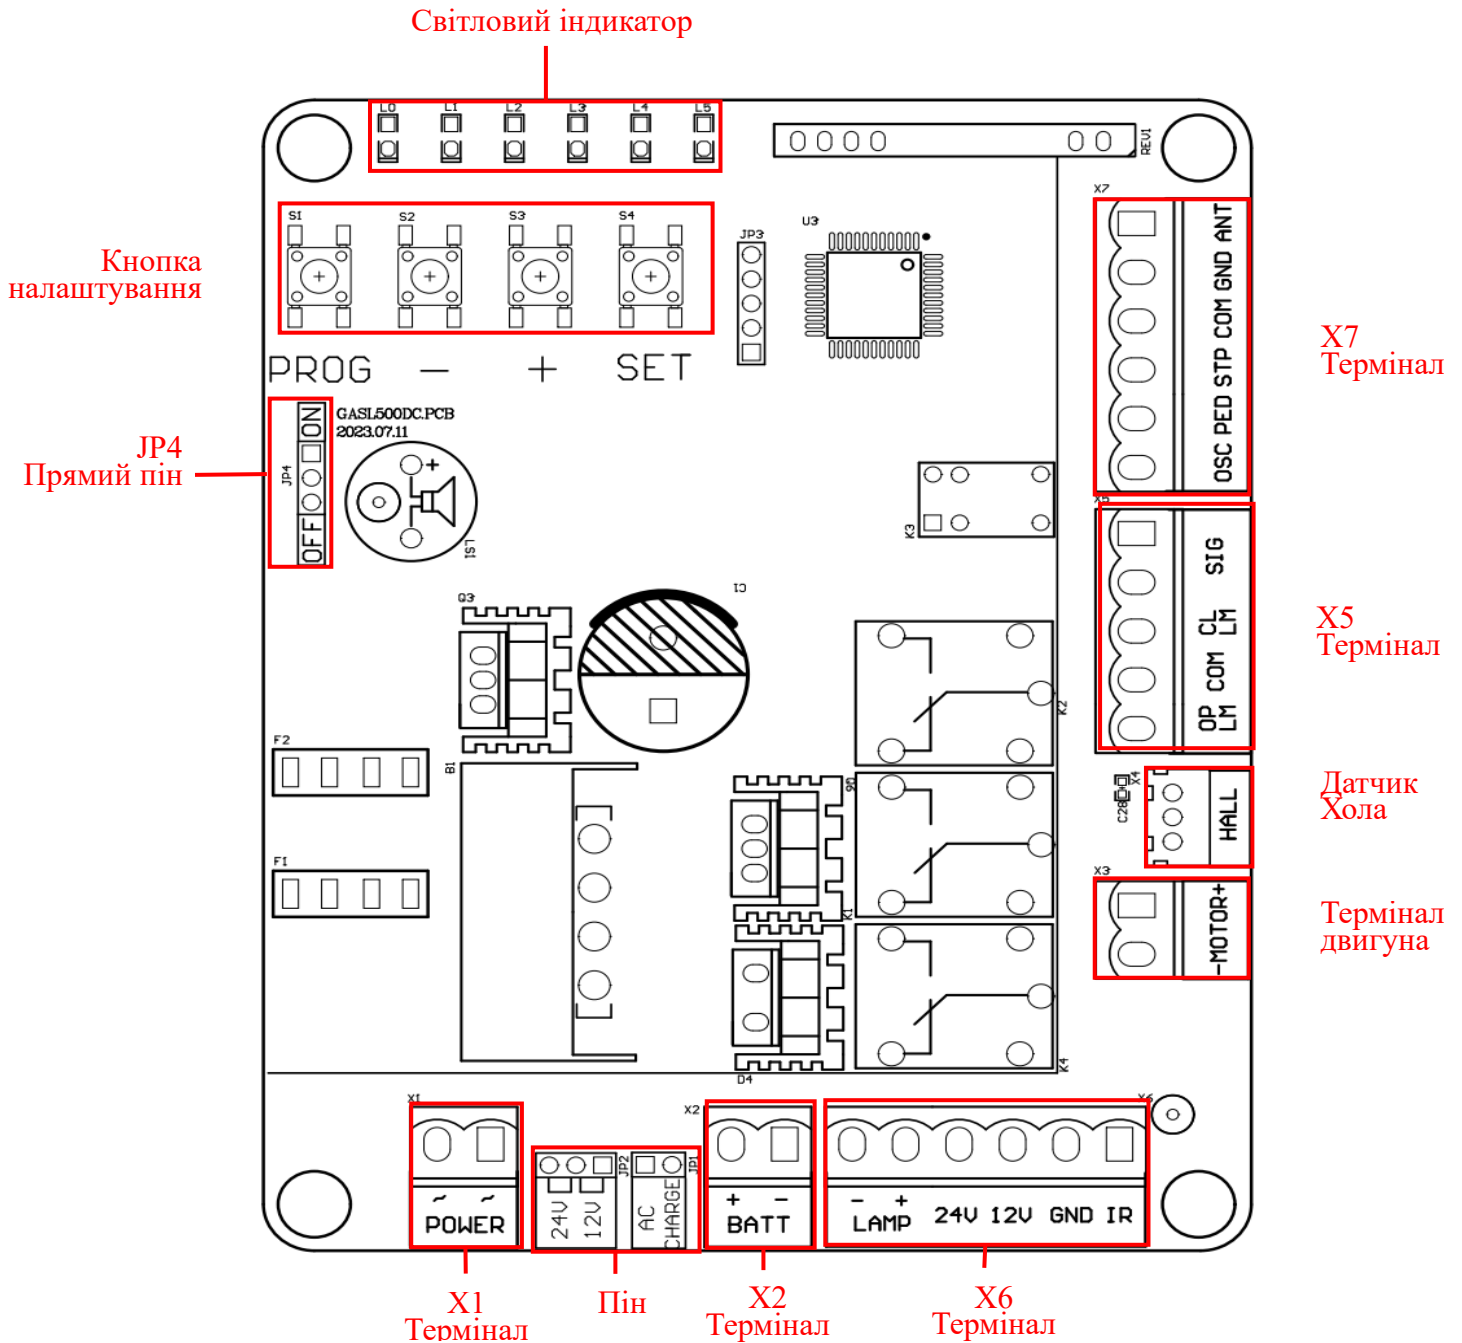 Світловий індикатор
L0 L1 L2 L3 L4 L5
REV1
X7
S1 S2 S3 S4
JP3
U3
OSC PED STP COM GND ANT
Кнопка
налаштування
X7
Термінал
PROG - + SET
JP4
Прямий пін
JP4
ON
OFF
GASL500DC.PCB
2023.07.11
+
LS1
K3
X5
SIG
CL
LM
COM
OP
LM
X5
Термінал
Q3
C1
K2
F2
B1
Q6
C28
X4
HALL
Датчик
Хола
F1
K1
X3
-MOTOR+
Термінал
двигуна
K4
D4
X1
~ ~
POWER
JP2
24V
12V
JP1
AC
CHARGE
X2
+ -
BATT
X6
- +
LAMP 24V 12V GND IR
X1
Термінал
Пін
X2
Термінал
X6
Термінал